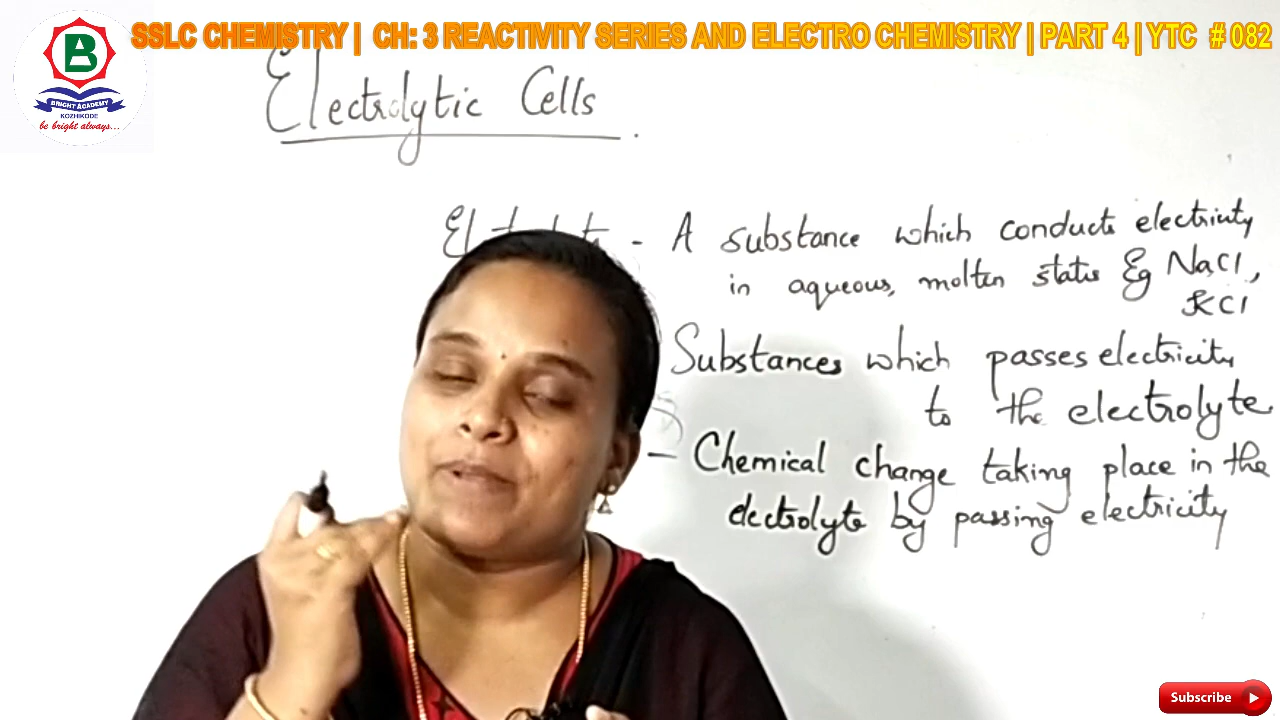 SSLC CHEMISTRY | CH: 3 REACTIVITY SERIES AND ELECTRO CHEMISTRY | PART 4 | YTC # 082
B
BRIGHT ACADEMY
KOZHIKODE
be bright always...
Electrolytic Cells
- A substance which conducts electricity
in aqueous, molten states Eg NaCl,
KCl
Substances which passes electricity
to the electrolyte
- Chemical change taking place in the
electrolyte by passing electricity
Subscribe